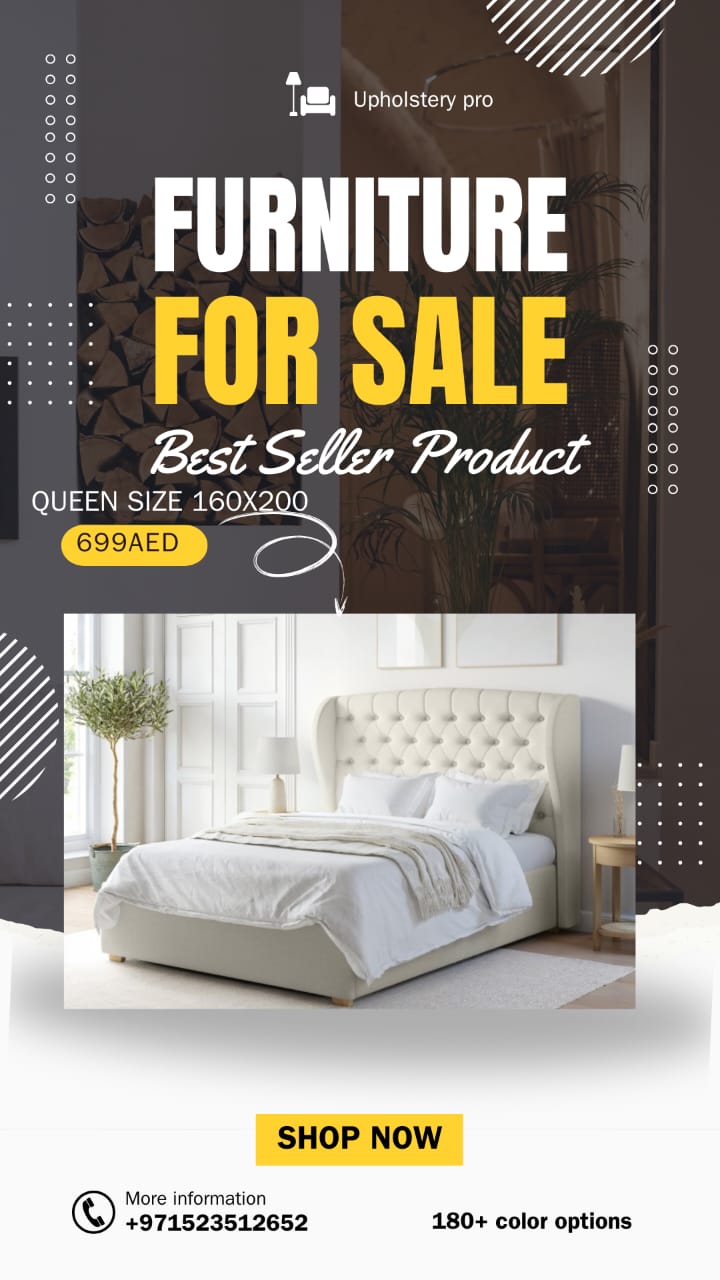 Upholstery pro
FURNITURE
FOR SALE
Best Seller Product
QUEEN SIZE 160X200
699AED
SHOP NOW
More information
+971523512652
180+ color options